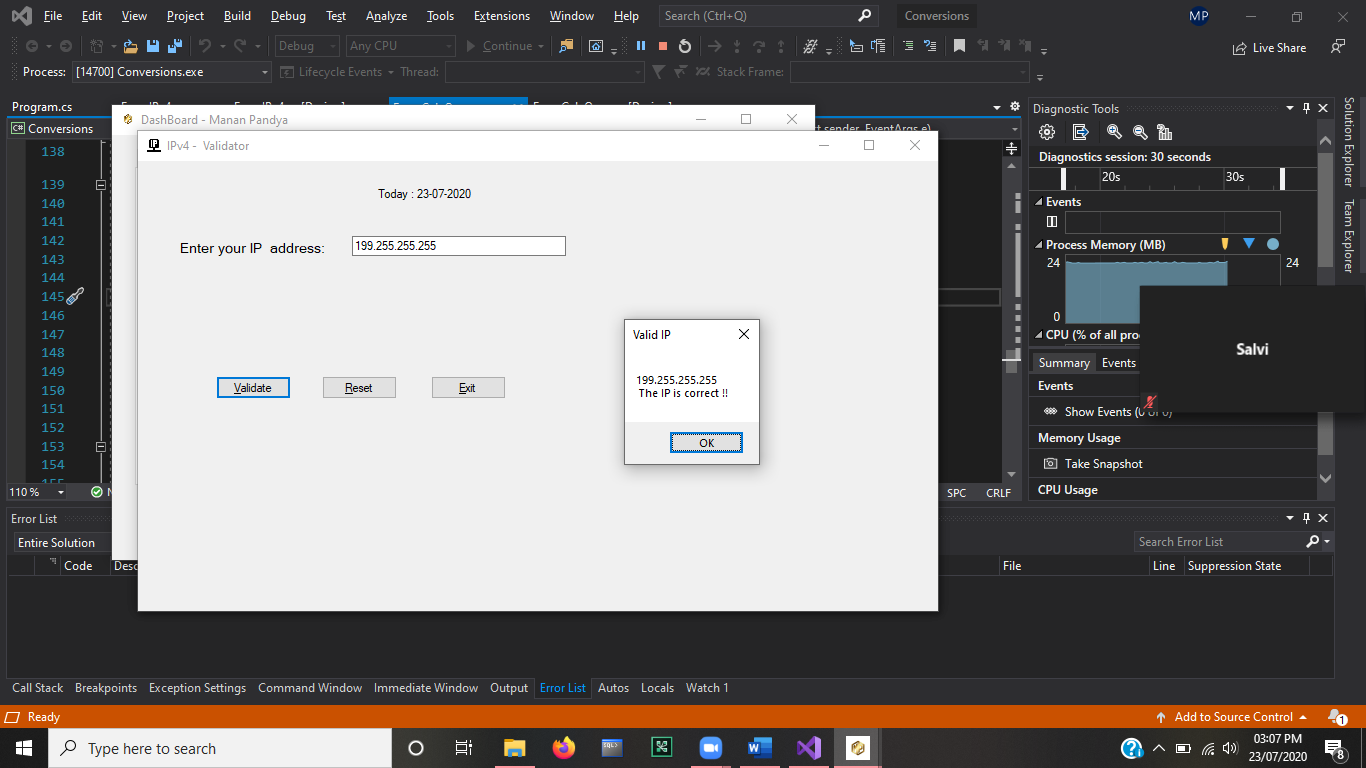 File Edit View Project Build Debug Test Analyze Tools Extensions Window Help Search (Ctrl+Q) Conversions MP
Debug Any CPU Continue Live Share
Process: [14700] Conversions.exe Lifecycle Events Thread: Stack Frame:
Program.cs
Conversions
DashBoard - Manan Pandya
IPv4 - Validator
Today : 23-07-2020
Enter your IP  address: 199.255.255.255
Validate Reset Exit
Valid IP
199.255.255.255
The IP is correct !!
OK
138
139
140
141
142
143
144
145
146
147
148
149
150
151
152
153
154
155
110 %
SPC CRLF
Diagnostic Tools
Diagnostics session: 30 seconds
20s 30s
Events
Process Memory (MB)
24 24
0
CPU (% of all pro
Summary Events
Events
Show Events (0 of 0)
Memory Usage
Take Snapshot
CPU Usage
Salvi
Solution Explorer
Team Explorer
Error List
Entire Solution Search Error List
Code Desc File Line Suppression State
Call Stack Breakpoints Exception Settings Command Window Immediate Window Output Error List Autos Locals Watch 1
Ready Add to Source Control 1
Type here to search
SQL>
03:07 PM
23/07/2020
8